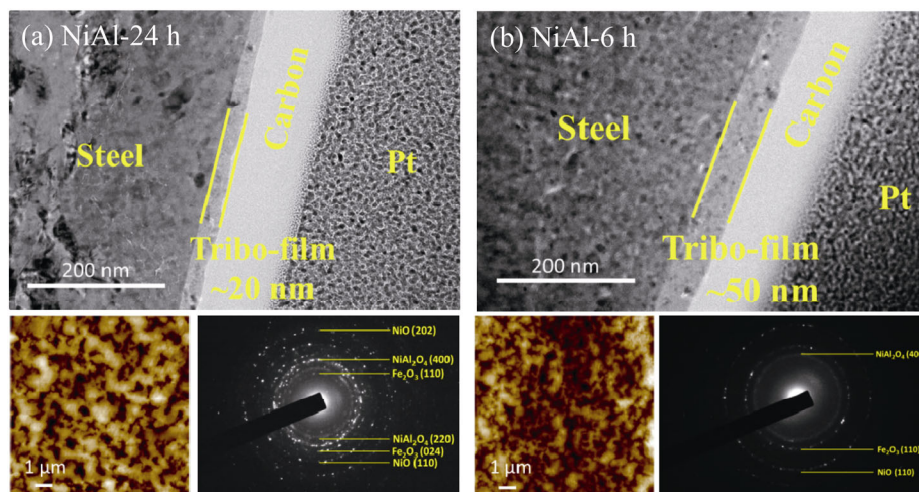 (a) NiAl-24 h
Steel
Carbon
Pt
Tribo-film
~20 nm
200 nm
(b) NiAl-6 h
Steel
Carbon
Pt
Tribo-film
~50 nm
200 nm
1 μm
NiO (202)
NiAl₂O₄ (400)
Fe₂O₃ (110)
NiAl₂O₄ (220)
Fe₂O₃ (024)
NiO (110)
1 μm
NiAl₂O₄ (40
Fe₂O₃ (110)
NiO (110)